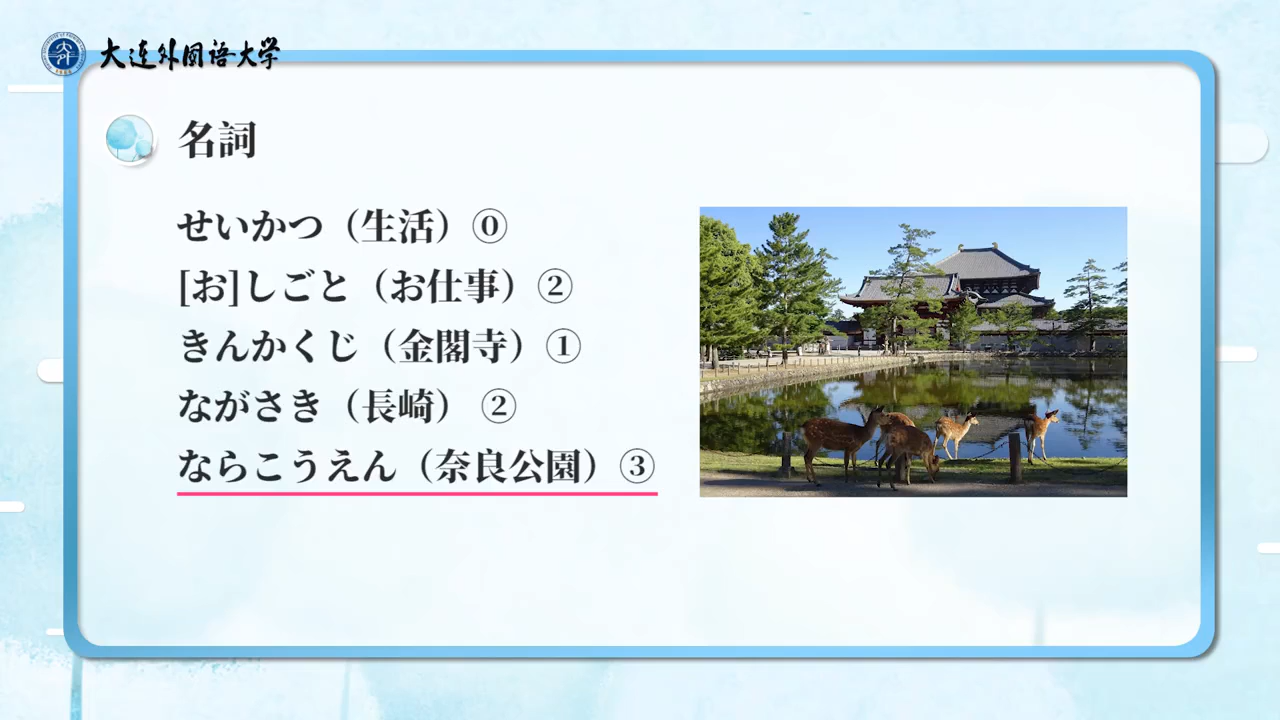 大连外国语大学
名詞
せいかつ（生活）⓪
[お]しごと（お仕事）②
きんかくじ（金閣寺）①
ながさき（長崎）②
ならこうえん（奈良公園）③